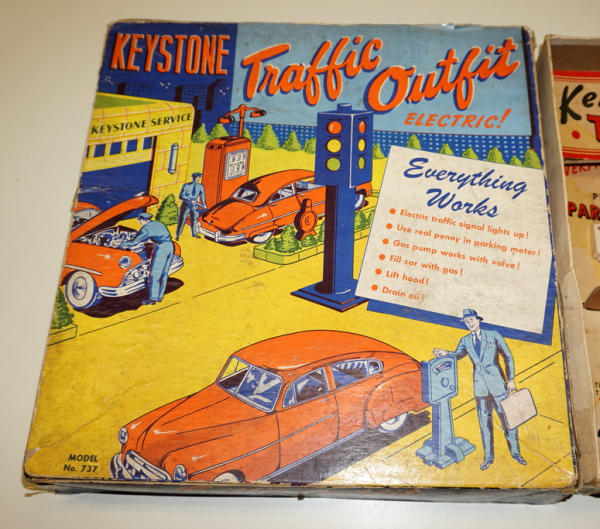 KEYSTONE
Traffic
Outfit
ELECTRIC!
KEYSTONE SERVICE
Everything
Works
• Electric traffic signal lights up!
• Use real penny in parking meter!
• Gas pump works with valve!
• Fill car with gas!
• Lift hood!
• Drain oil!
MODEL
No. 737
Ke
T
PAR